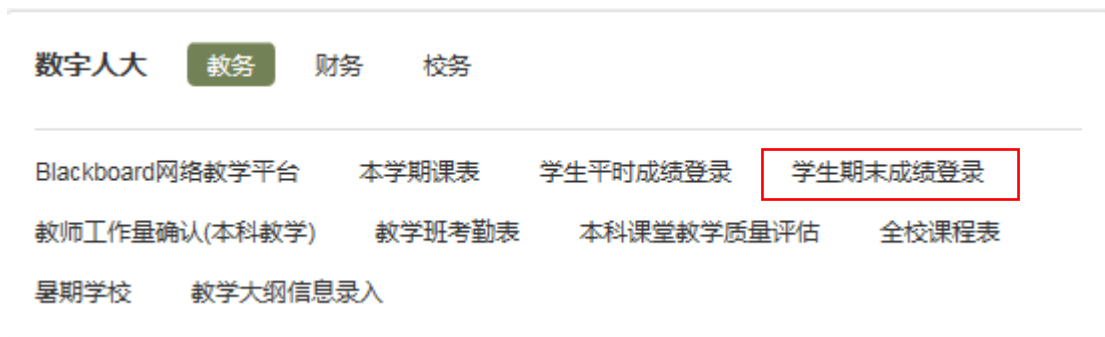 数字人大 教务 财务 校务
Blackboard网络教学平台 本学期课表 学生平时成绩登录 学生期末成绩登录
教师工作量确认(本科教学) 教学班考勤表 本科课堂教学质量评估 全校课程表
暑期学校 教学大纲信息录入